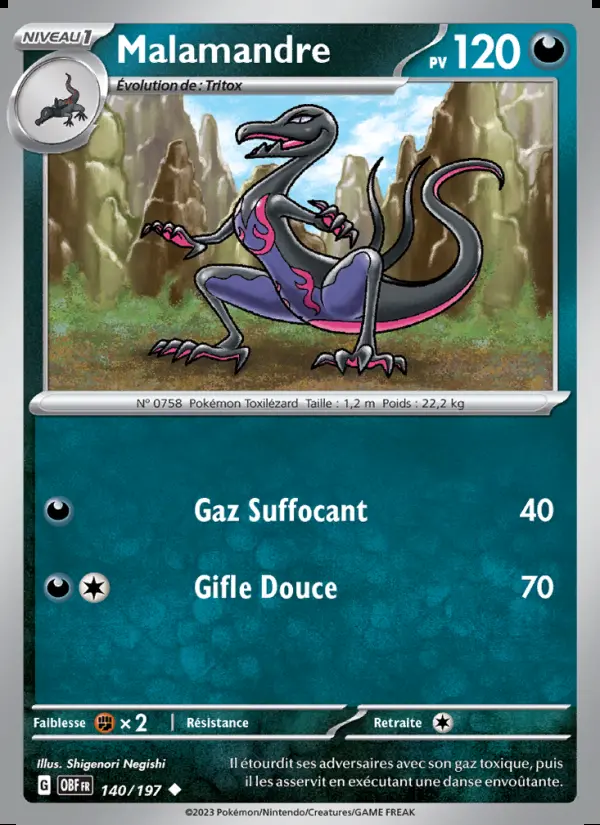 NIVEAU 1
Malamandre
PV 120
Évolution de : Tritox
N° 0758 Pokémon Toxilézard Taille : 1,2 m Poids : 22,2 kg
Gaz Suffocant 40
Gifle Douce 70
Faiblesse ×2 Résistance Retraite
Illus. Shigenori Negishi
Il étourdit ses adversaires avec son gaz toxique, puis
il les asservit en exécutant une danse envoûtante.
G OBF FR 140/197
©2023 Pokémon/Nintendo/Creatures/GAME FREAK